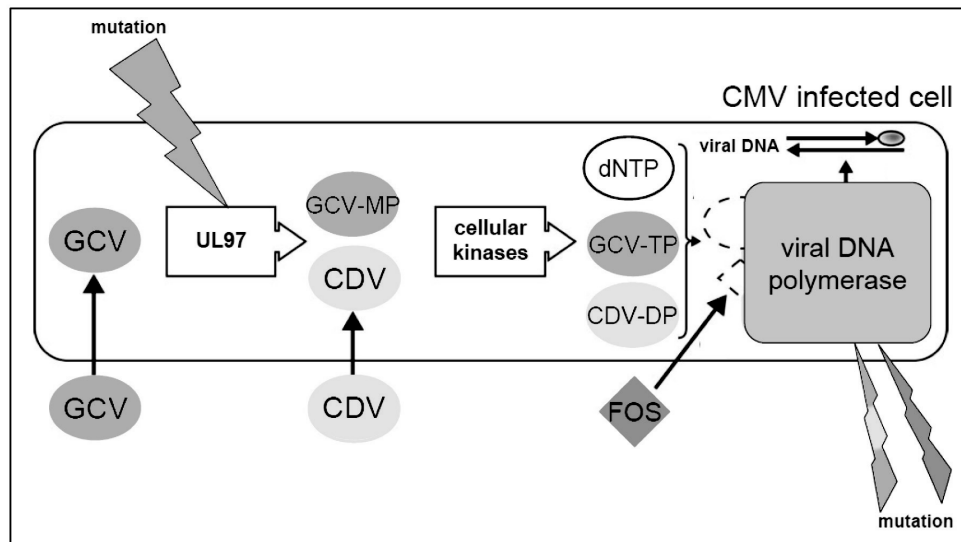 mutation
CMV infected cell
viral DNA
dNTP
GCV-MP
GCV
UL97
cellular
kinases
GCV-TP
viral DNA
polymerase
CDV
CDV-DP
GCV
CDV
FOS
mutation